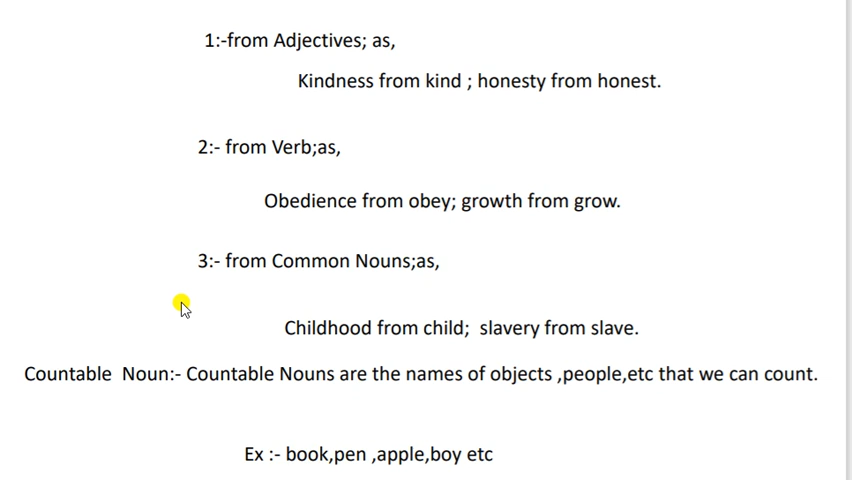 1:-from Adjectives; as,
Kindness from kind ; honesty from honest.
2:- from Verb;as,
Obedience from obey; growth from grow.
3:- from Common Nouns;as,
Childhood from child;  slavery from slave.
Countable  Noun:- Countable Nouns are the names of objects ,people,etc that we can count.
Ex :- book,pen ,apple,boy etc